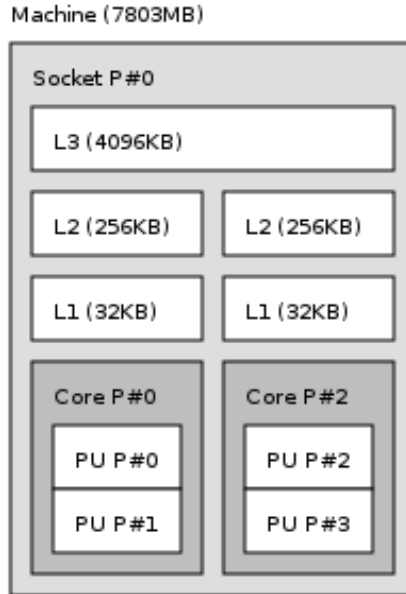 Machine (7803MB)
Socket P#0
L3 (4096KB)
L2 (256KB) L2 (256KB)
L1 (32KB) L1 (32KB)
Core P#0 Core P#2
PU P#0 PU P#2
PU P#1 PU P#3